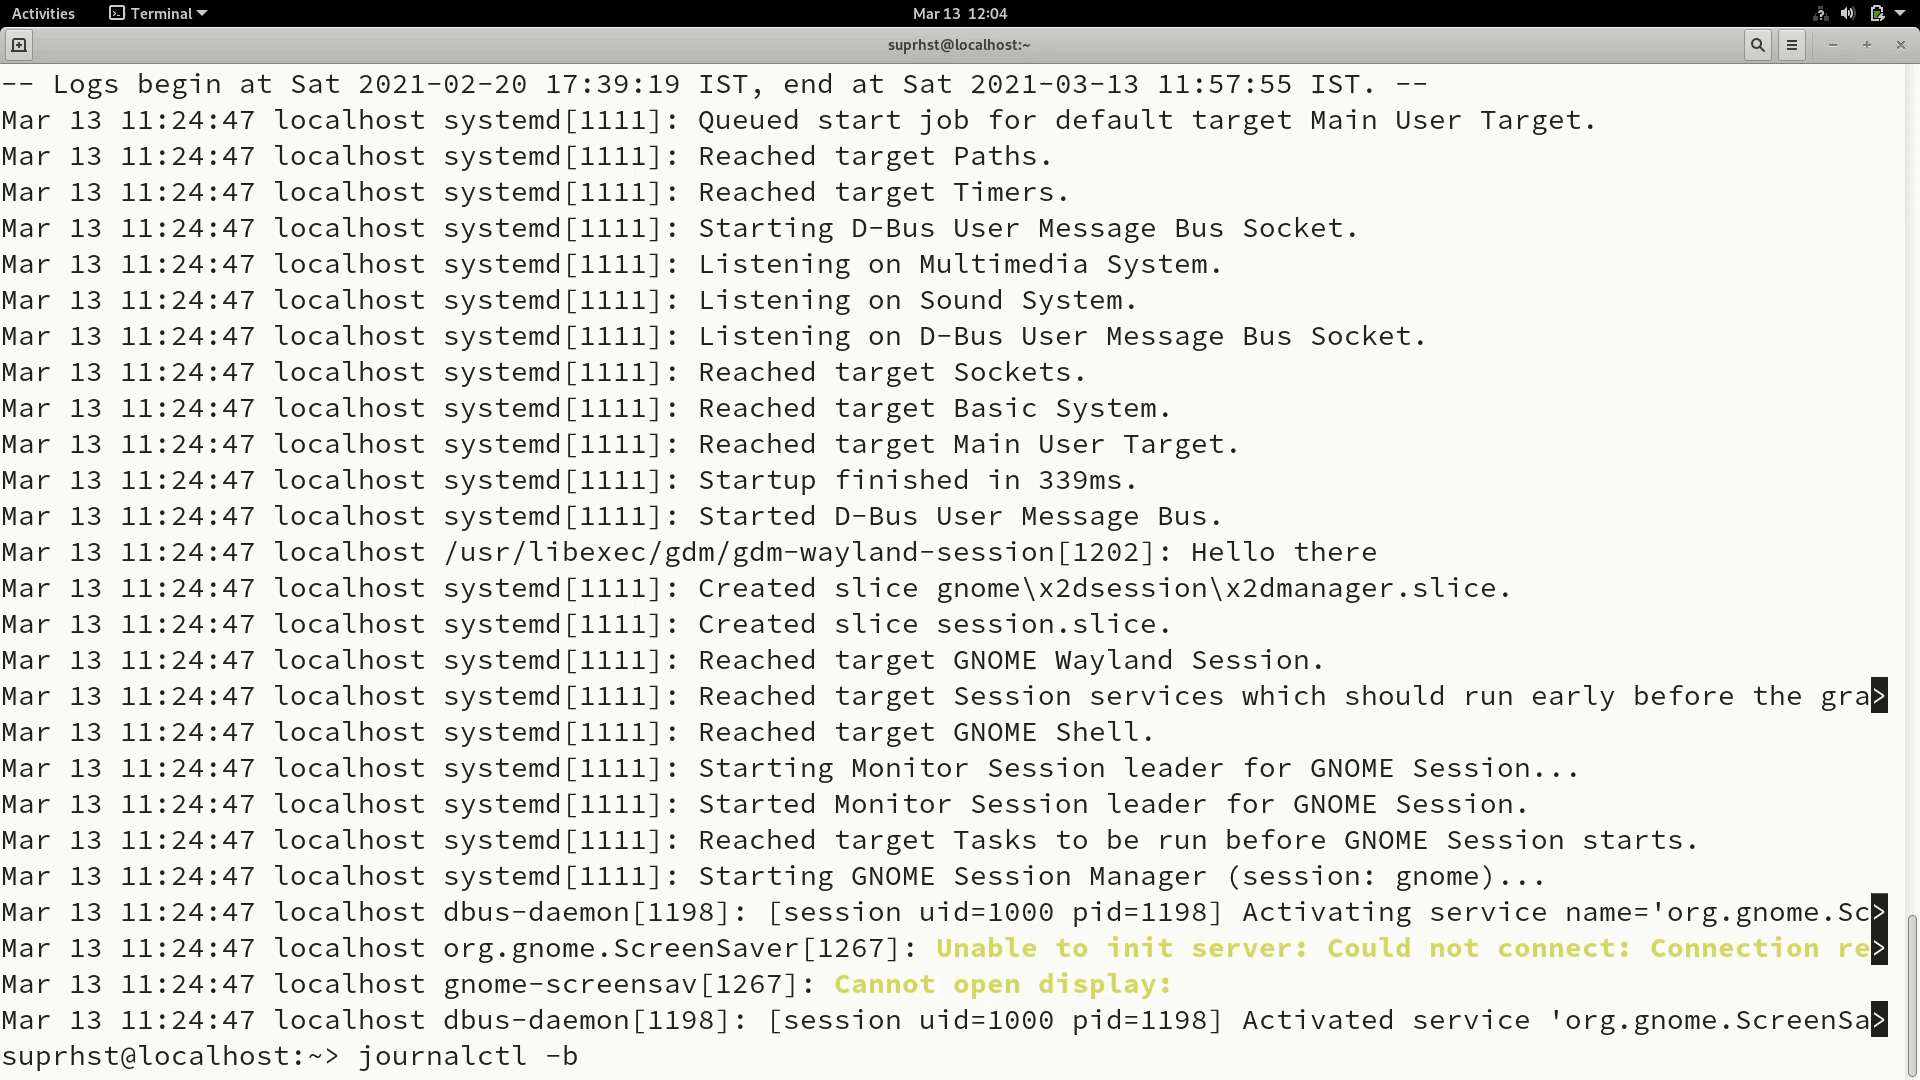 Activities Terminal Mar 13 12:04
suprhst@localhost:~
-- Logs begin at Sat 2021-02-20 17:39:19 IST, end at Sat 2021-03-13 11:57:55 IST. --
Mar 13 11:24:47 localhost systemd[1111]: Queued start job for default target Main User Target.
Mar 13 11:24:47 localhost systemd[1111]: Reached target Paths.
Mar 13 11:24:47 localhost systemd[1111]: Reached target Timers.
Mar 13 11:24:47 localhost systemd[1111]: Starting D-Bus User Message Bus Socket.
Mar 13 11:24:47 localhost systemd[1111]: Listening on Multimedia System.
Mar 13 11:24:47 localhost systemd[1111]: Listening on Sound System.
Mar 13 11:24:47 localhost systemd[1111]: Listening on D-Bus User Message Bus Socket.
Mar 13 11:24:47 localhost systemd[1111]: Reached target Sockets.
Mar 13 11:24:47 localhost systemd[1111]: Reached target Basic System.
Mar 13 11:24:47 localhost systemd[1111]: Reached target Main User Target.
Mar 13 11:24:47 localhost systemd[1111]: Startup finished in 339ms.
Mar 13 11:24:47 localhost systemd[1111]: Started D-Bus User Message Bus.
Mar 13 11:24:47 localhost /usr/libexec/gdm/gdm-wayland-session[1202]: Hello there
Mar 13 11:24:47 localhost systemd[1111]: Created slice gnome\x2dsession\x2dmanager.slice.
Mar 13 11:24:47 localhost systemd[1111]: Created slice session.slice.
Mar 13 11:24:47 localhost systemd[1111]: Reached target GNOME Wayland Session.
Mar 13 11:24:47 localhost systemd[1111]: Reached target Session services which should run early before the gra>
Mar 13 11:24:47 localhost systemd[1111]: Reached target GNOME Shell.
Mar 13 11:24:47 localhost systemd[1111]: Starting Monitor Session leader for GNOME Session...
Mar 13 11:24:47 localhost systemd[1111]: Started Monitor Session leader for GNOME Session.
Mar 13 11:24:47 localhost systemd[1111]: Reached target Tasks to be run before GNOME Session starts.
Mar 13 11:24:47 localhost systemd[1111]: Starting GNOME Session Manager (session: gnome)...
Mar 13 11:24:47 localhost dbus-daemon[1198]: [session uid=1000 pid=1198] Activating service name='org.gnome.Sc>
Mar 13 11:24:47 localhost org.gnome.ScreenSaver[1267]: Unable to init server: Could not connect: Connection re>
Mar 13 11:24:47 localhost gnome-screensav[1267]: Cannot open display:
Mar 13 11:24:47 localhost dbus-daemon[1198]: [session uid=1000 pid=1198] Activated service 'org.gnome.ScreenSa>
suprhst@localhost:~> journalctl -b